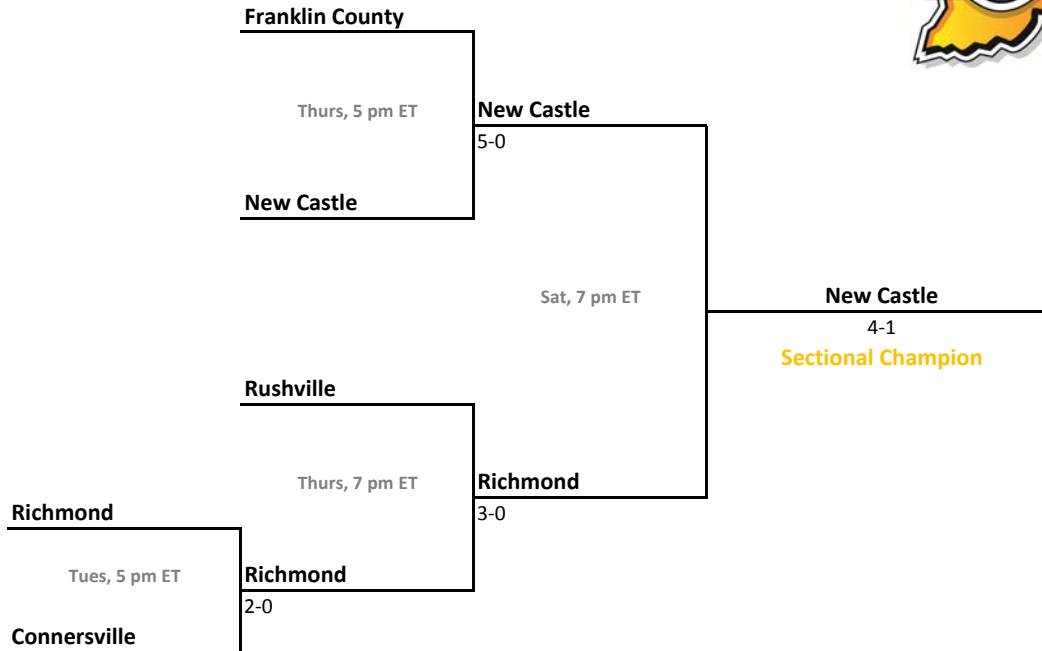 Franklin County
Thurs, 5 pm ET
New Castle
5-0
New Castle
Sat, 7 pm ET
New Castle
4-1
Sectional Champion
Rushville
Thurs, 7 pm ET
Richmond
3-0
Richmond
Tues, 5 pm ET
Richmond
2-0
Connersville